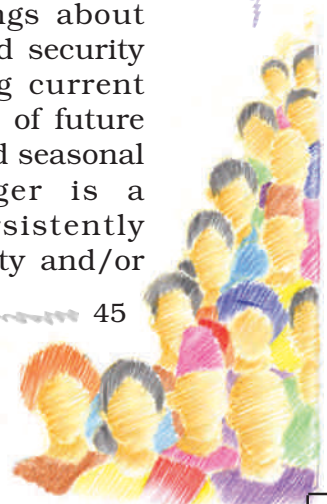 ngs about
d security
g current
of future
d seasonal
ger is a
sistently
ty and/or
45